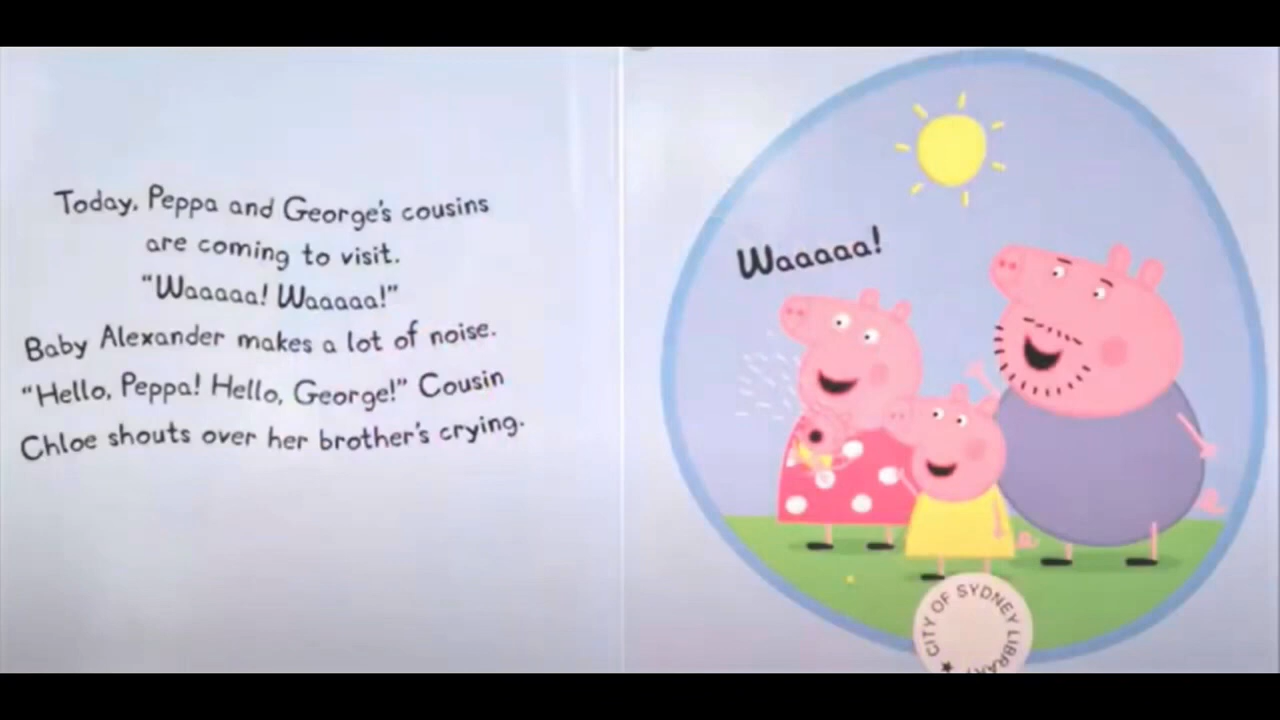 Today, Peppa and George's cousins
are coming to visit.
"Waaaaa! Waaaaa!"
Baby Alexander makes a lot of noise.
"Hello, Peppa! Hello, George!" Cousin
Chloe shouts over her brother's crying.
Waaaaa!
CITY OF SYDNEY LIBRARY